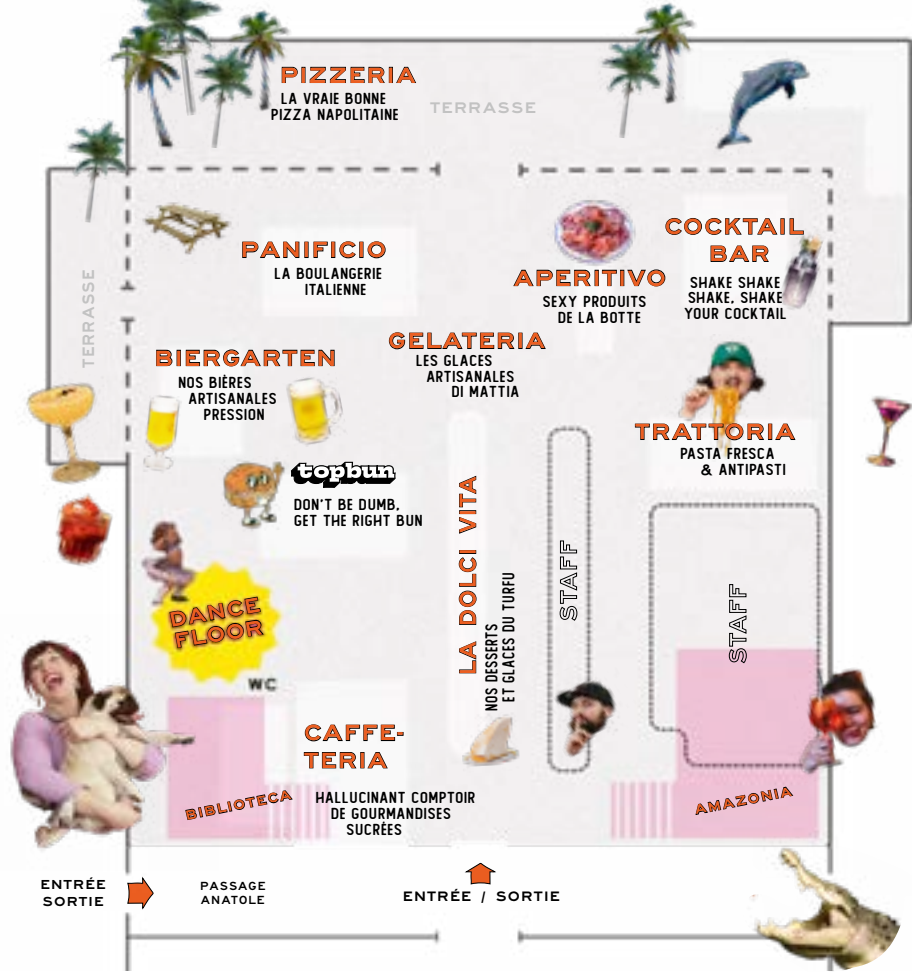 PIZZERIA
LA VRAIE BONNE
PIZZA NAPOLITAINE
TERRASSE
COCKTAIL
BAR
SHAKE SHAKE
SHAKE, SHAKE
YOUR COCKTAIL
PANIFICIO
LA BOULANGERIE
ITALIENNE
APERITIVO
SEXY PRODUITS
DE LA BOTTE
TERRASSE
GELATERIA
LES GLACES
ARTISANALES
DI MATTIA
BIERGARTEN
NOS BIÈRES
ARTISANALES
PRESSION
TRATTORIA
PASTA FRESCA
& ANTIPASTI
topbun
DON'T BE DUMB,
GET THE RIGHT BUN
LA DOLCI VITA
NOS DESSERTS
ET GLACES DU TURFU
STAFF
STAFF
DANCE
FLOOR
WC
CAFFE-
TERIA
HALLUCINANT COMPTOIR
DE GOURMANDISES
SUCRÉES
BIBLIOTECA
AMAZONIA
ENTRÉE
SORTIE
PASSAGE
ANATOLE
ENTRÉE / SORTIE